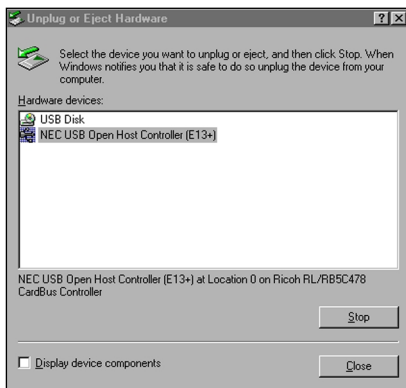 Unplug or Eject Hardware
Select the device you want to unplug or eject, and then click Stop. When
Windows notifies you that it is safe to do so unplug the device from your
computer.
Hardware devices:
USB Disk
NEC USB Open Host Controller (E13+)
NEC USB Open Host Controller (E13+) at Location 0 on Ricoh RL/RB5C478
CardBus Controller
Stop
Display device components
Close